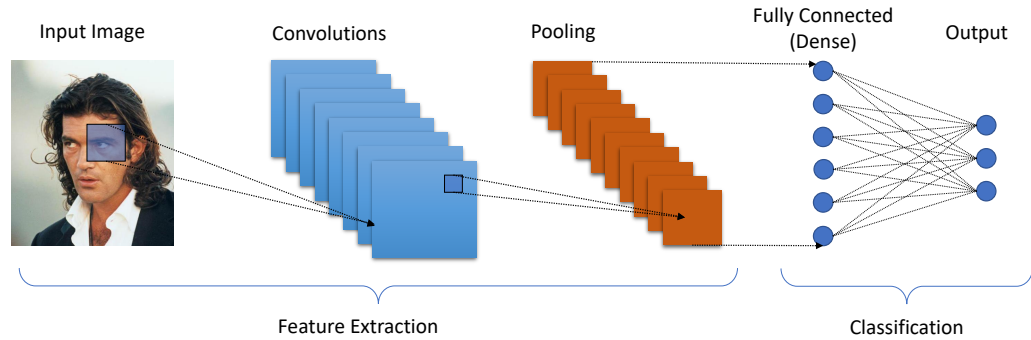 Input Image
Convolutions
Pooling
Fully Connected
(Dense)
Output
Feature Extraction
Classification